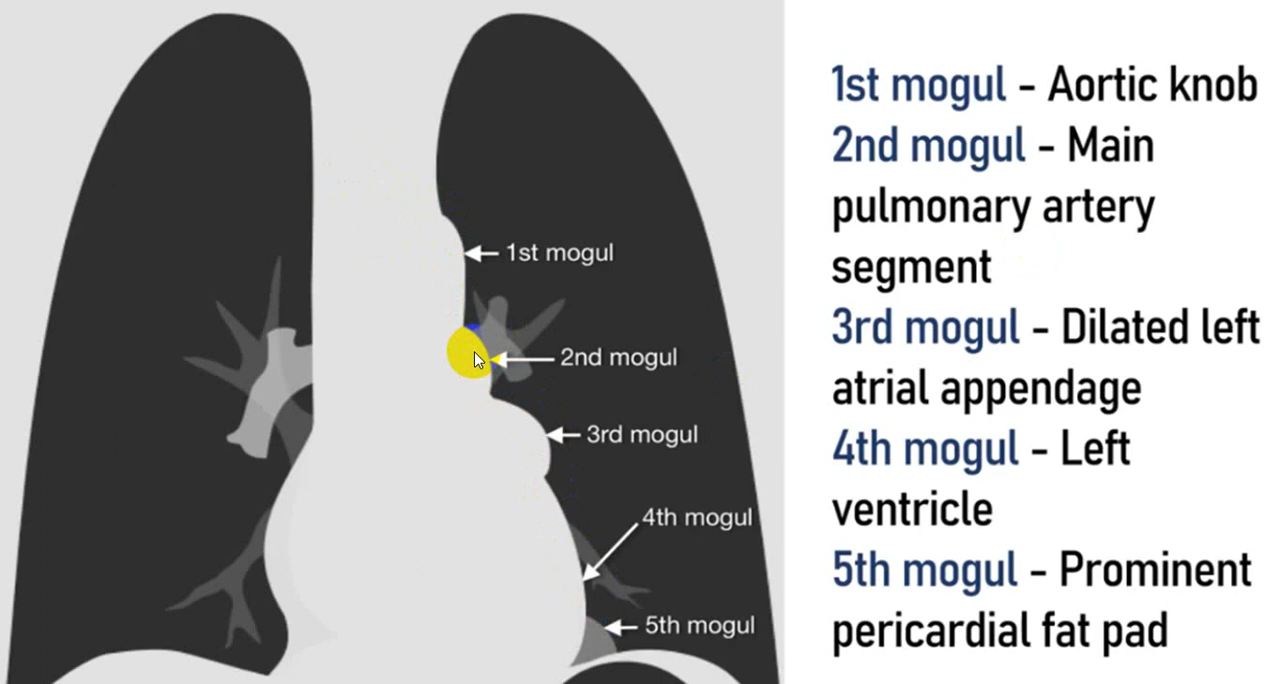 1st mogul
2nd mogul
3rd mogul
4th mogul
5th mogul
1st mogul - Aortic knob
2nd mogul - Main
pulmonary artery
segment
3rd mogul - Dilated left
atrial appendage
4th mogul - Left
ventricle
5th mogul - Prominent
pericardial fat pad